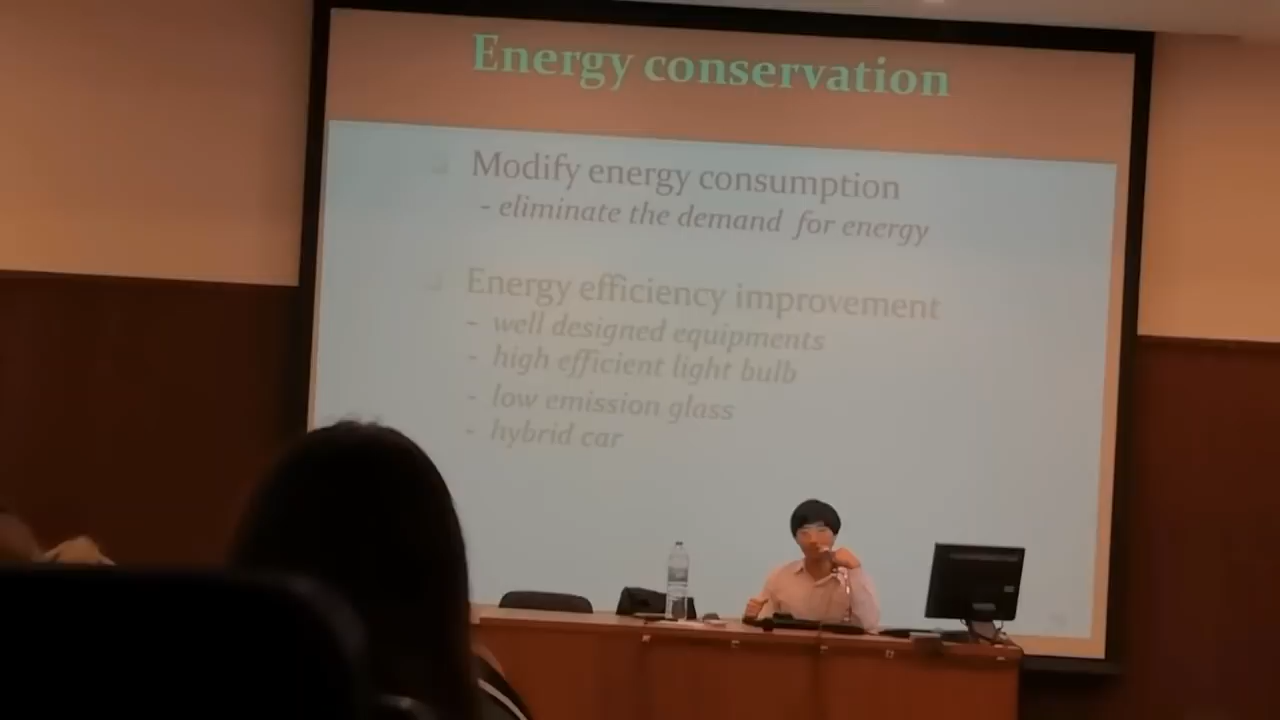 Energy conservation
Modify energy consumption
- eliminate the demand for energy
Energy efficiency improvement
- well designed equipments
- high efficient light bulb
- low emission glass
- hybrid car